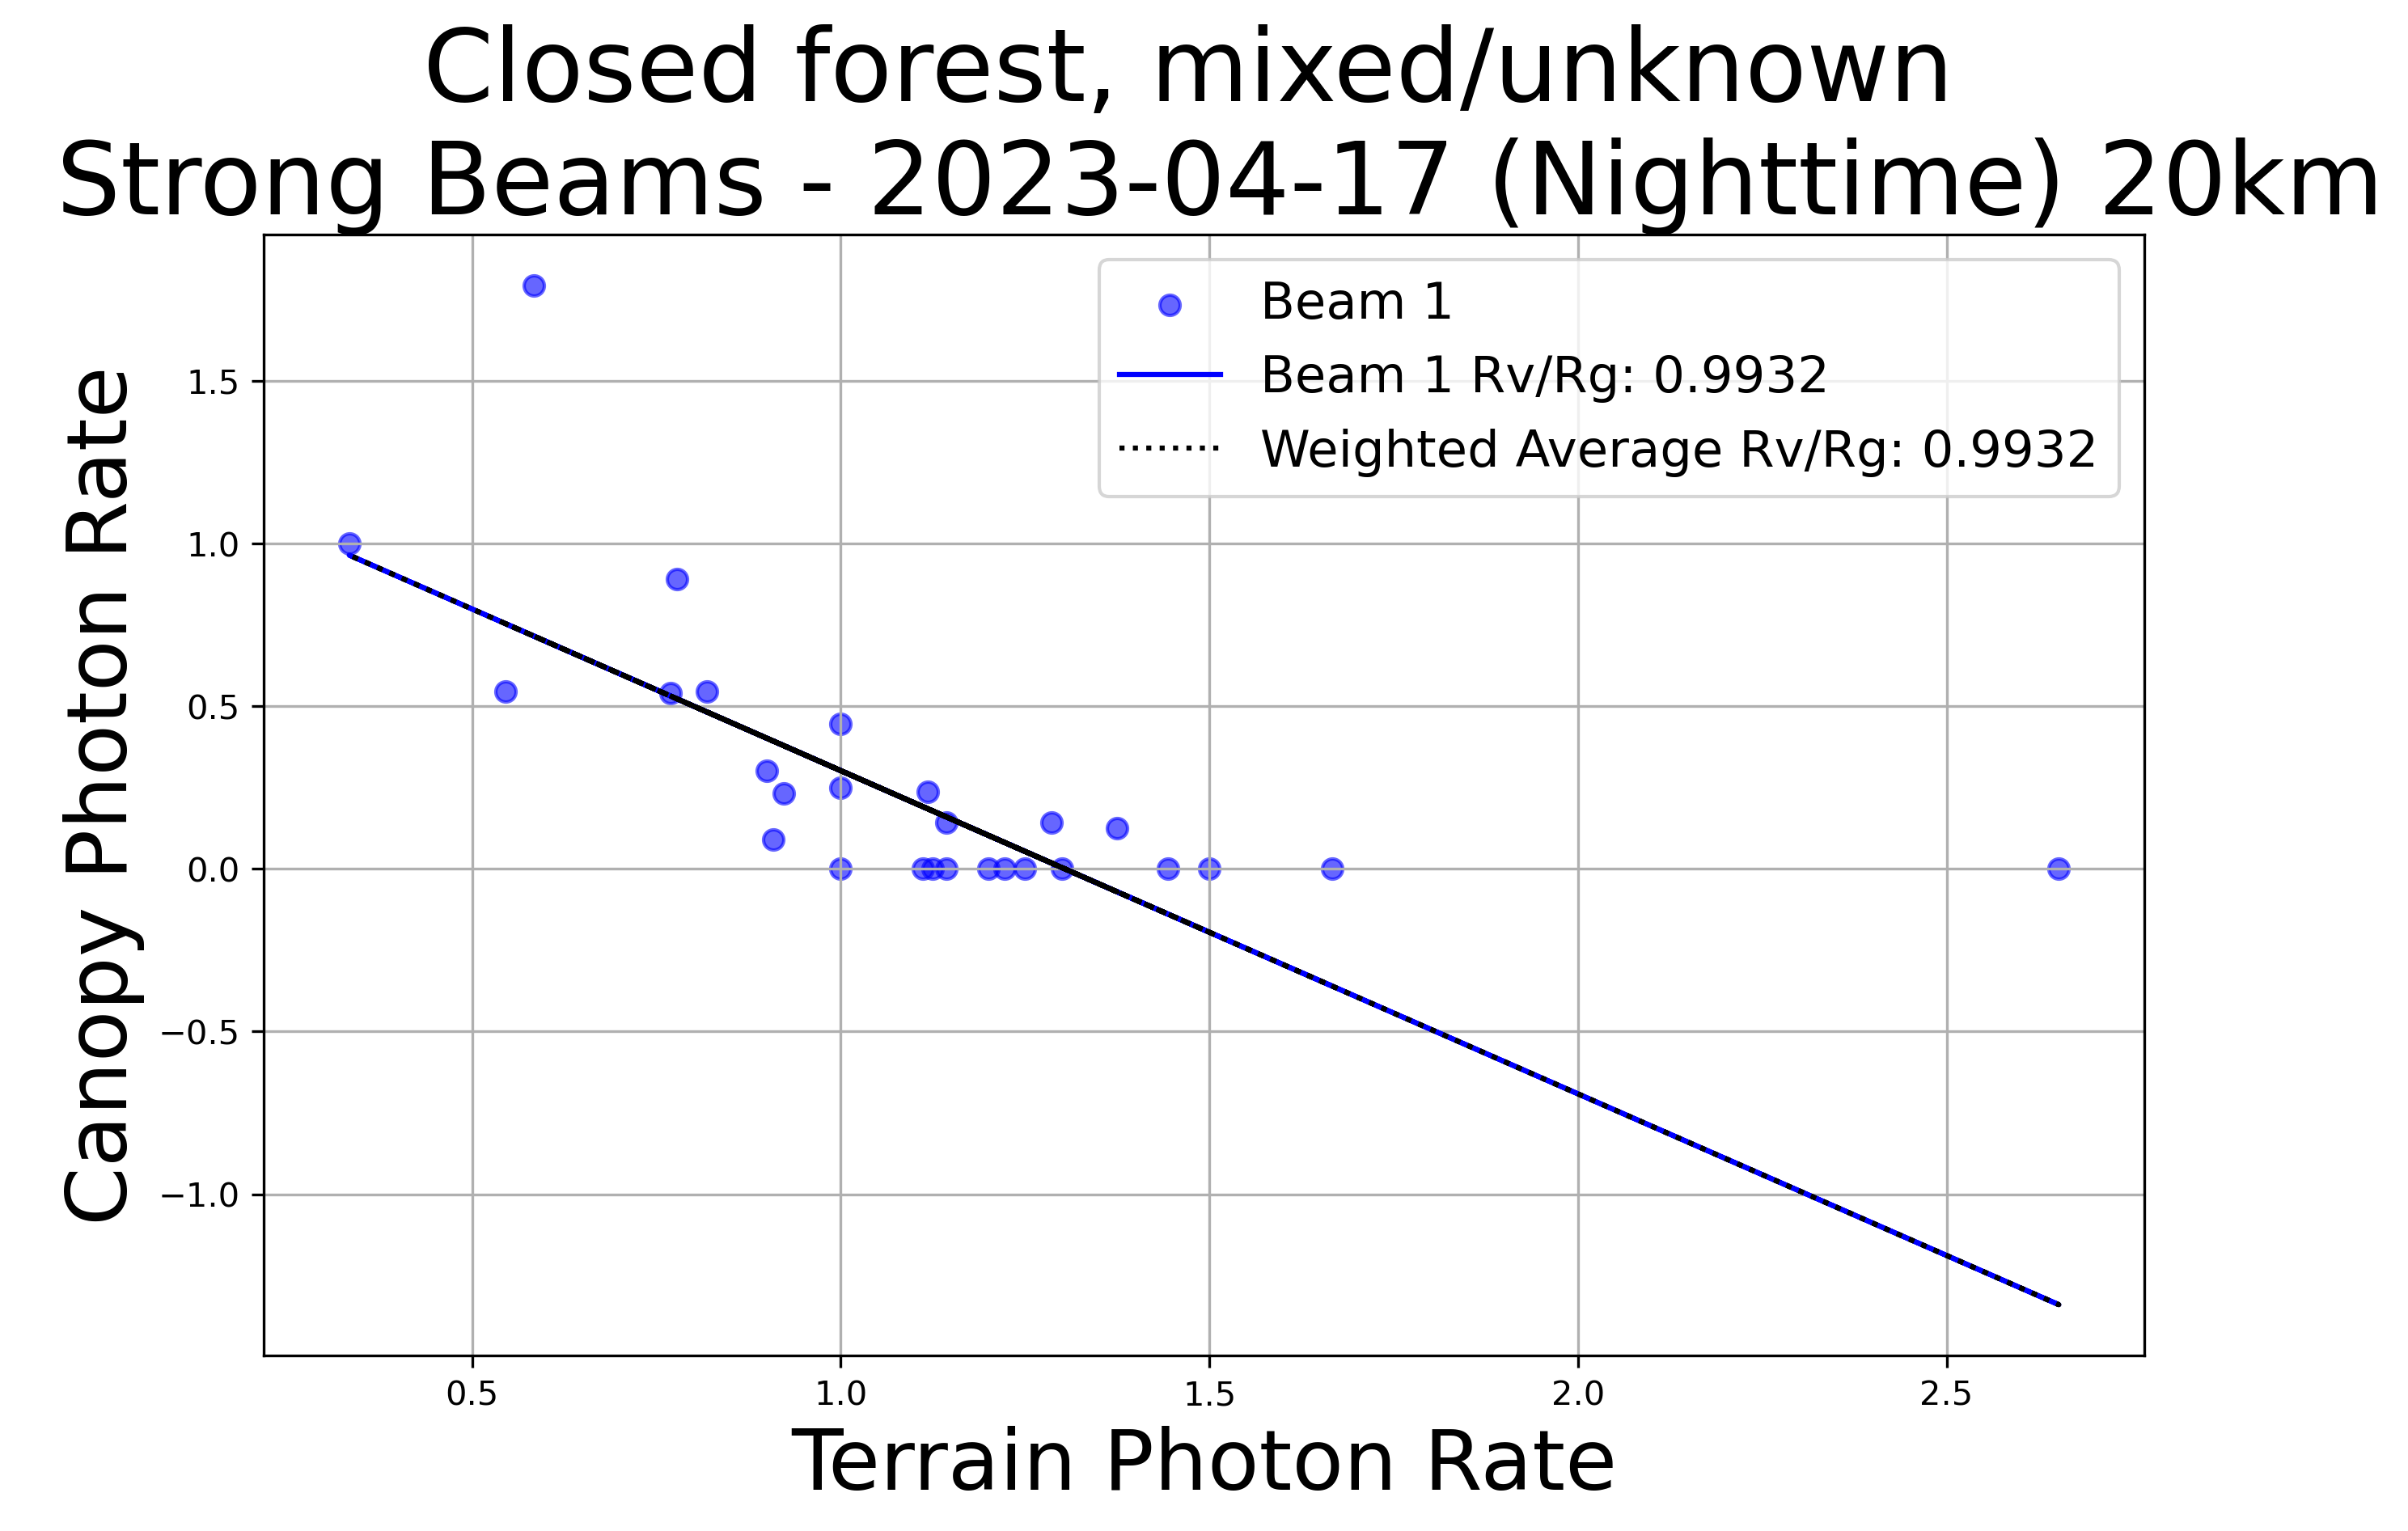 Closed forest, mixed/unknown
Strong Beams - 2023-04-17 (Nighttime) 20km
Beam 1
Beam 1 Rv/Rg: 0.9932
Weighted Average Rv/Rg: 0.9932
Canopy Photon Rate
1.5
1.0
0.5
0.0
−0.5
−1.0
0.5 1.0 1.5 2.0 2.5
Terrain Photon Rate